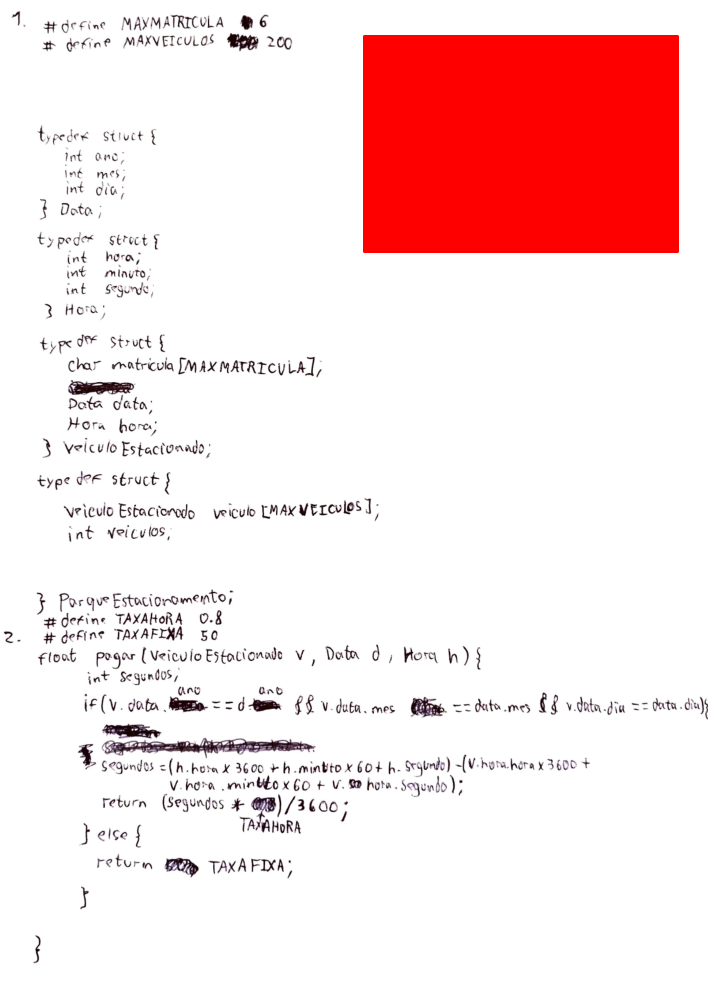 1. #define MAXMATRICULA 6
#define MAXVEICULOS 200
typedef struct {
int ano;
int mes;
int dia;
} Data;
typedef struct {
int hora;
int minuto;
int segundo;
} Hora;
typedef struct {
char matricula [MAXMATRICULA];
Data data;
Hora hora;
} VeiculoEstacionado;
typedef struct {
VeiculoEstacionado veiculo [MAXVEICULOS];
int veiculos;
} ParqueEstacionamento;
#define TAXAHORA 0.8
2. #define TAXAFIXA 50
float pagar (VeiculoEstacionado v, Data d, Hora h) {
int segundos;
if (v.data.ano == d.ano && v.data.mes == data.mes && v.data.dia == data.dia) {
segundos = (h.hora x 3600 + h.minuto x 60 + h.segundo) - (v.hora.hora x 3600 +
v.hora.minuto x 60 + v.hora.segundo);
return (segundos * TAXAHORA) / 3600;
} else {
return TAXAFIXA;
}
}